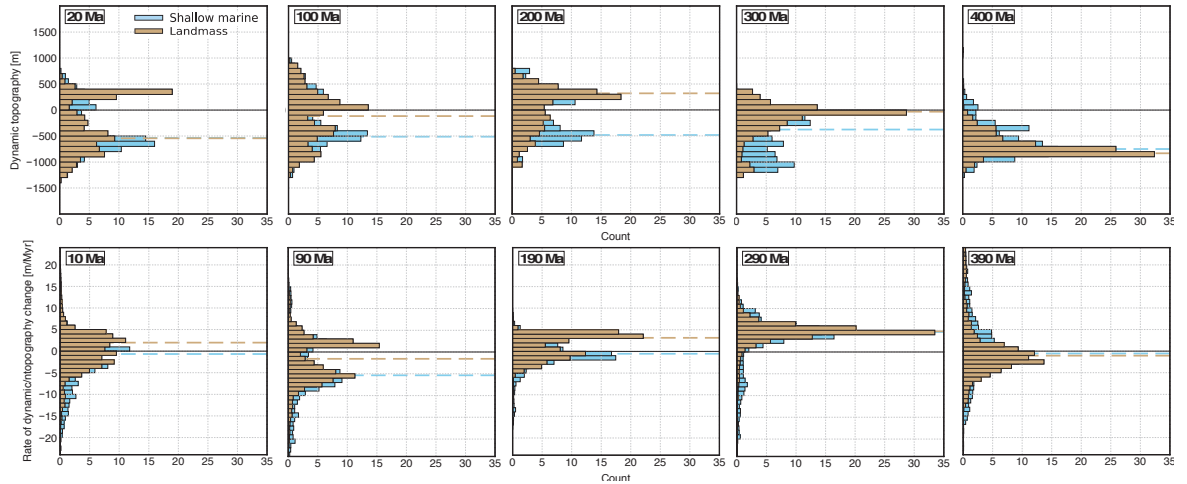 20 Ma
100 Ma
200 Ma
300 Ma
400 Ma
Shallow marine
Landmass
Dynamic topography [m]
1500
1000
500
0
−500
−1000
−1500
0 5 10 15 20 25 30 35
0 5 10 15 20 25 30 35
0 5 10 15 20 25 30 35
0 5 10 15 20 25 30 35
0 5 10 15 20 25 30 35
Count
10 Ma
90 Ma
190 Ma
290 Ma
390 Ma
Rate of dynamic/ntopography change [m/Myr]
20
15
10
5
0
−5
−10
−15
−20
0 5 10 15 20 25 30 35
0 5 10 15 20 25 30 35
0 5 10 15 20 25 30 35
0 5 10 15 20 25 30 35
0 5 10 15 20 25 30 35
Count